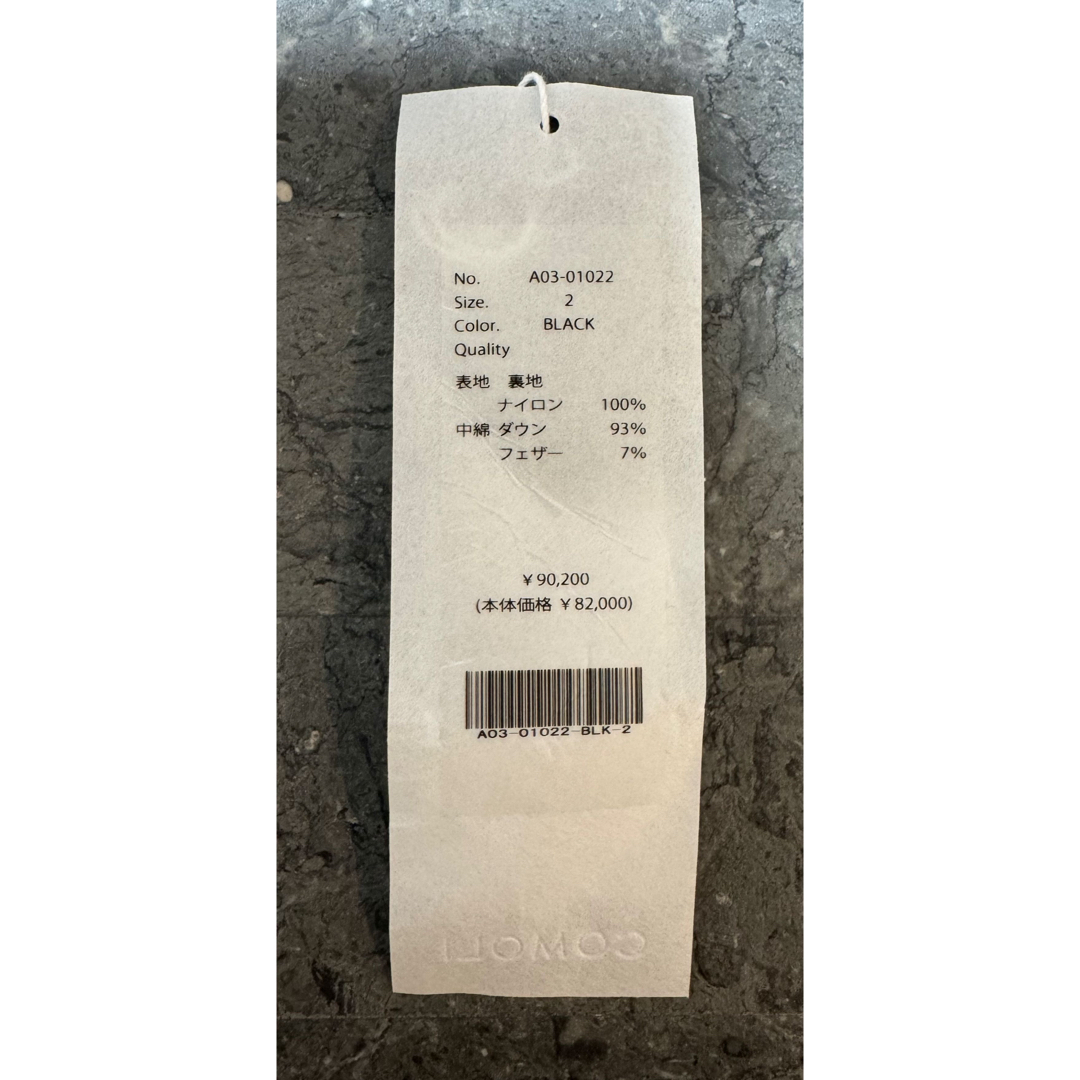 No. A03-01022
Size. 2
Color. BLACK
Quality
表地 裏地
ナイロン 100%
中綿 ダウン 93%
フェザー 7%
¥90,200
(本体価格 ¥82,000)
A03-01022-BLK-2
COMOLI